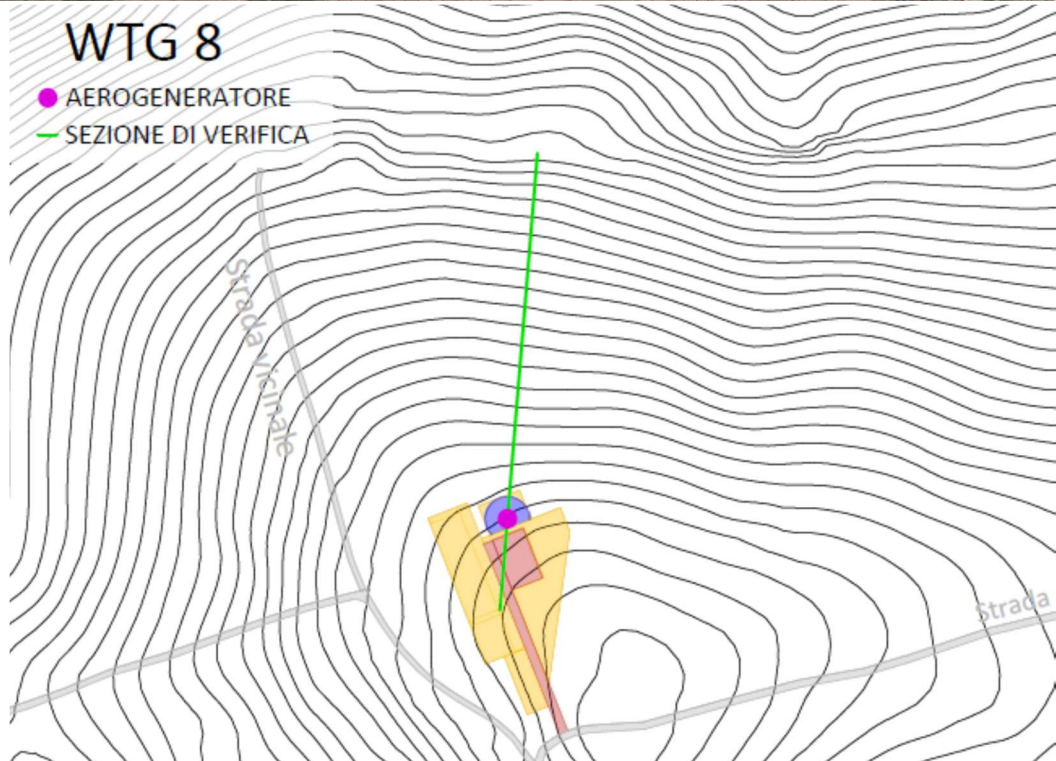 WTG 8
AEROGENERATORE
SEZIONE DI VERIFICA
Strada vicinale
Strada